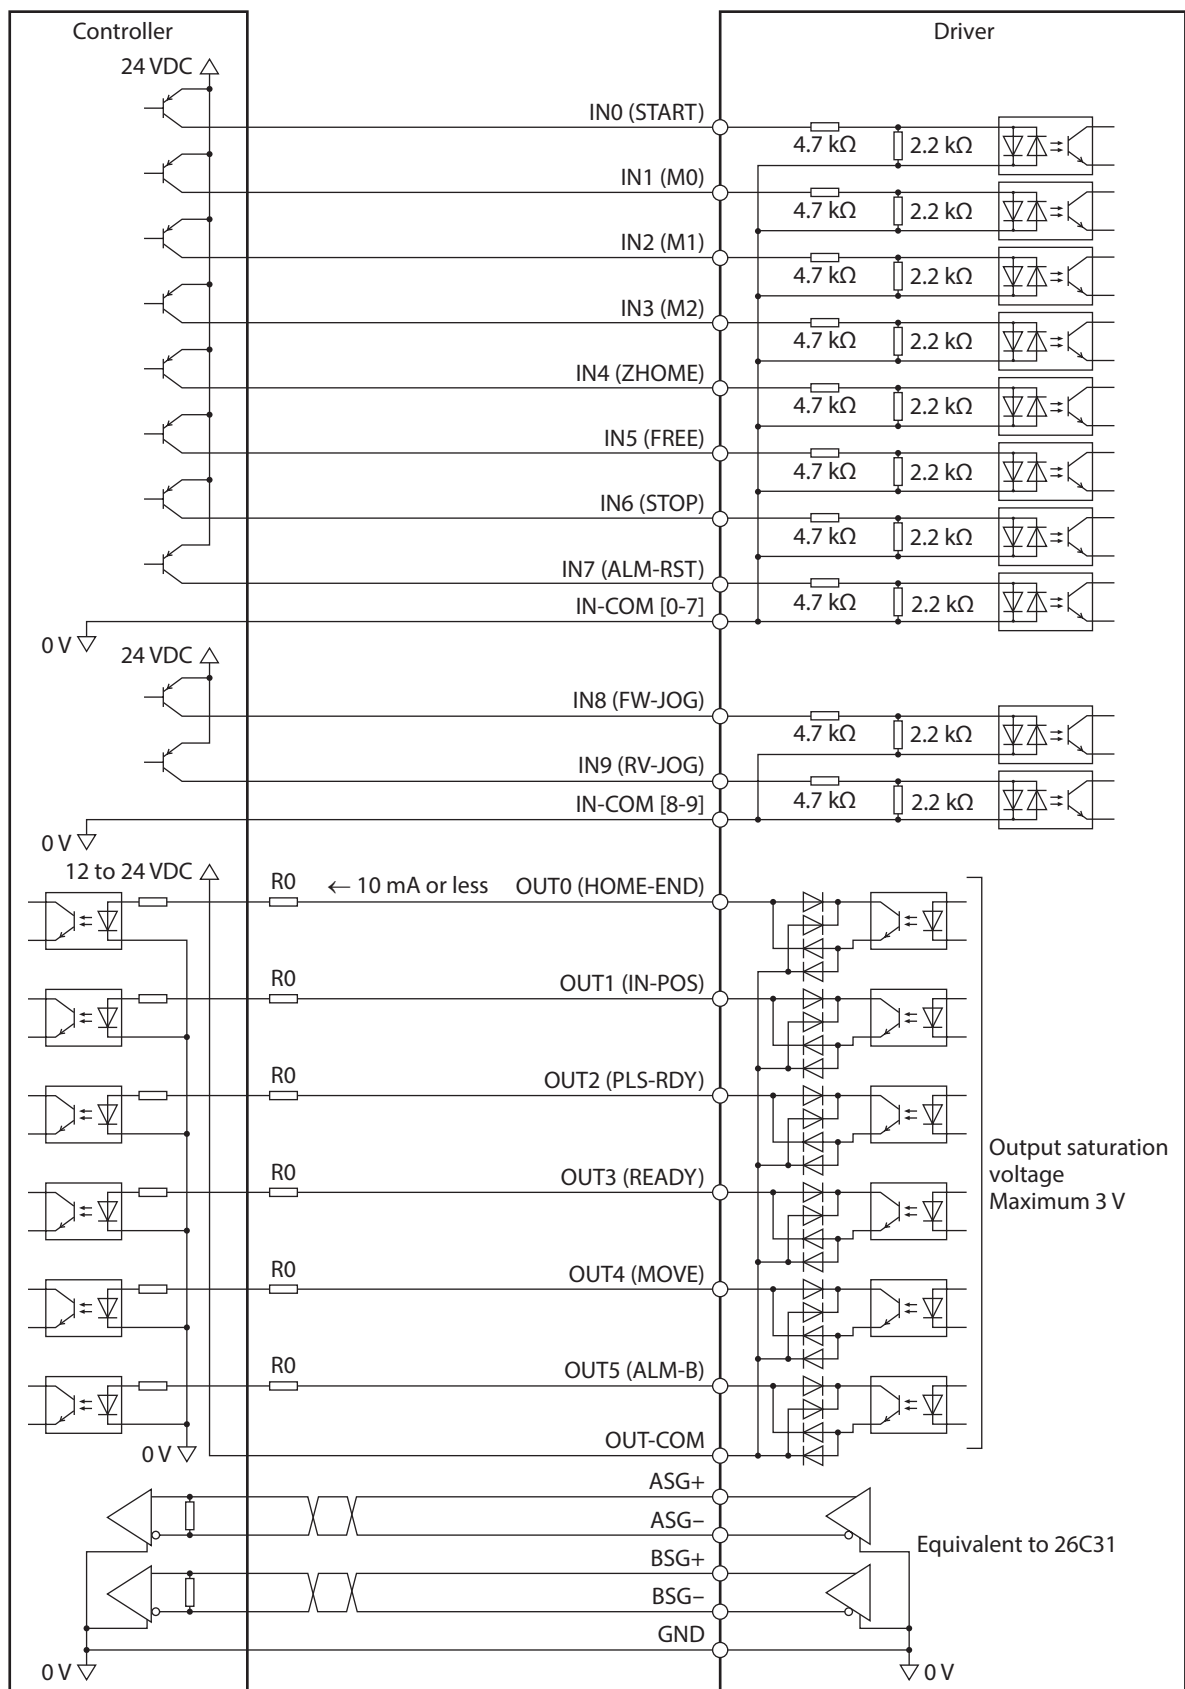 Controller
Driver
24 VDC
IN0 (START)
4.7 kΩ
2.2 kΩ
IN1 (M0)
4.7 kΩ
2.2 kΩ
IN2 (M1)
4.7 kΩ
2.2 kΩ
IN3 (M2)
4.7 kΩ
2.2 kΩ
IN4 (ZHOME)
4.7 kΩ
2.2 kΩ
IN5 (FREE)
4.7 kΩ
2.2 kΩ
IN6 (STOP)
4.7 kΩ
2.2 kΩ
IN7 (ALM-RST)
4.7 kΩ
2.2 kΩ
IN-COM [0-7]
0 V
24 VDC
IN8 (FW-JOG)
4.7 kΩ
2.2 kΩ
IN9 (RV-JOG)
4.7 kΩ
2.2 kΩ
IN-COM [8-9]
0 V
12 to 24 VDC
R0
← 10 mA or less
OUT0 (HOME-END)
R0
OUT1 (IN-POS)
R0
OUT2 (PLS-RDY)
Output saturation
voltage
Maximum 3 V
R0
OUT3 (READY)
R0
OUT4 (MOVE)
R0
OUT5 (ALM-B)
0 V
OUT-COM
ASG+
ASG–
Equivalent to 26C31
BSG+
BSG–
GND
0 V
0 V